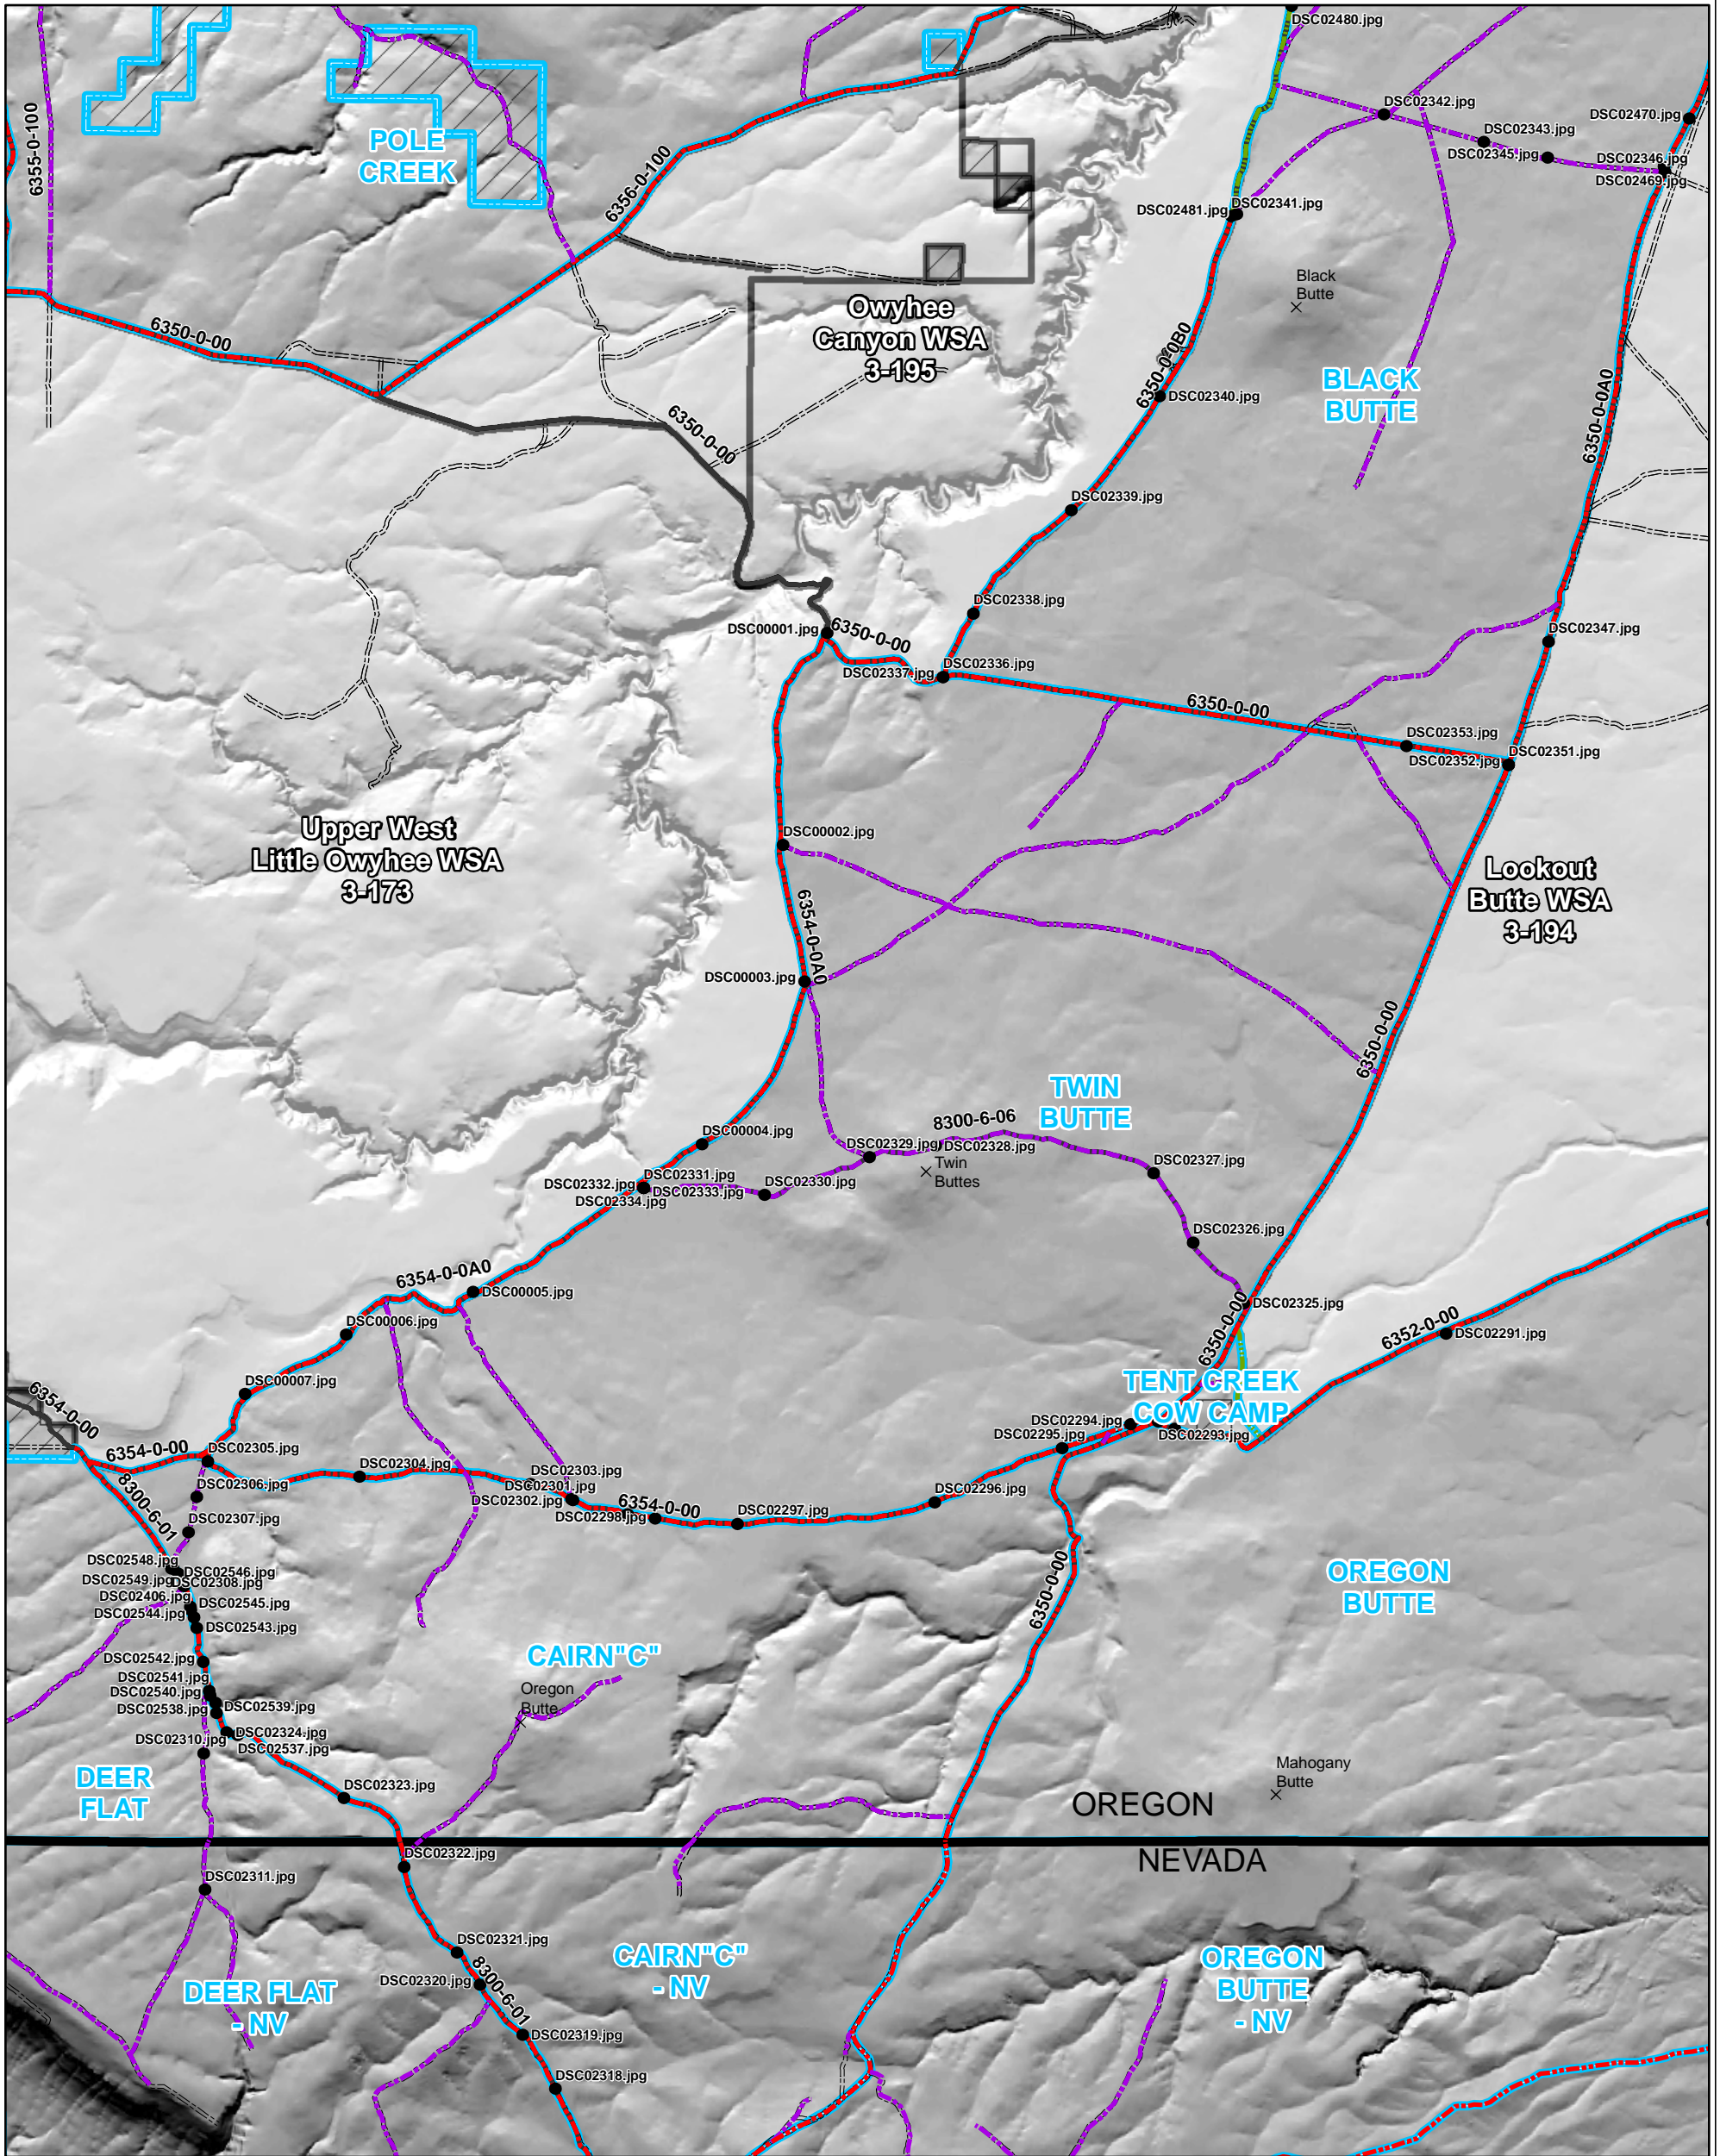 DSC02480.jpg
6355-0-100
POLE
CREEK
6356-0-100
DSC02342.jpg
DSC02470.jpg
DSC02343.jpg
DSC02345.jpg
DSC02346.jpg
DSC02469.jpg
DSC02481.jpg
DSC02341.jpg
Black
Butte
Owyhee
Canyon WSA
3-195
6350-0-00
6350-0-0B0
BLACK
BUTTE
6350-0-0A0
DSC02340.jpg
6350-0-00
DSC02339.jpg
DSC02338.jpg
DSC00001.jpg
6350-0-00
DSC02347.jpg
DSC02337.jpg
DSC02336.jpg
6350-0-00
DSC02353.jpg
DSC02351.jpg
DSC02352.jpg
Upper West
Little Owyhee WSA
3-173
DSC00002.jpg
Lookout
Butte WSA
3-194
6354-0-0A0
DSC00003.jpg
6350-0-00
TWIN
BUTTE
8300-6-06
DSC00004.jpg
DSC02329.jpg
DSC02328.jpg
Twin
Buttes
DSC02327.jpg
DSC02331.jpg
DSC02332.jpg
DSC02333.jpg
DSC02334.jpg
DSC02330.jpg
DSC02326.jpg
6354-0-0A0
DSC00005.jpg
DSC02325.jpg
DSC00006.jpg
6350-0-00
6352-0-00
DSC02291.jpg
DSC00007.jpg
TENT CREEK
COW CAMP
6354-0-00
DSC02294.jpg
DSC02295.jpg
DSC02293.jpg
6354-0-00
DSC02305.jpg
DSC02304.jpg
DSC02303.jpg
DSC02306.jpg
DSC02301.jpg
DSC02302.jpg
6354-0-00
DSC02298.jpg
DSC02297.jpg
DSC02296.jpg
8300-6-01
DSC02307.jpg
DSC02548.jpg
DSC02546.jpg
DSC02549.jpg
DSC02308.jpg
DSC02406.jpg
DSC02545.jpg
DSC02544.jpg
DSC02543.jpg
6350-0-00
OREGON
BUTTE
DSC02542.jpg
CAIRN"C"
DSC02541.jpg
DSC02540.jpg
DSC02539.jpg
DSC02538.jpg
Oregon
Butte
DSC02324.jpg
DSC02310.jpg
DSC02537.jpg
DEER
FLAT
DSC02323.jpg
Mahogany
Butte
OREGON
NEVADA
DSC02322.jpg
DSC02311.jpg
DSC02321.jpg
DSC02320.jpg
8300-6-01
DEER FLAT
- NV
CAIRN"C"
- NV
OREGON
BUTTE
- NV
DSC02319.jpg
DSC02318.jpg